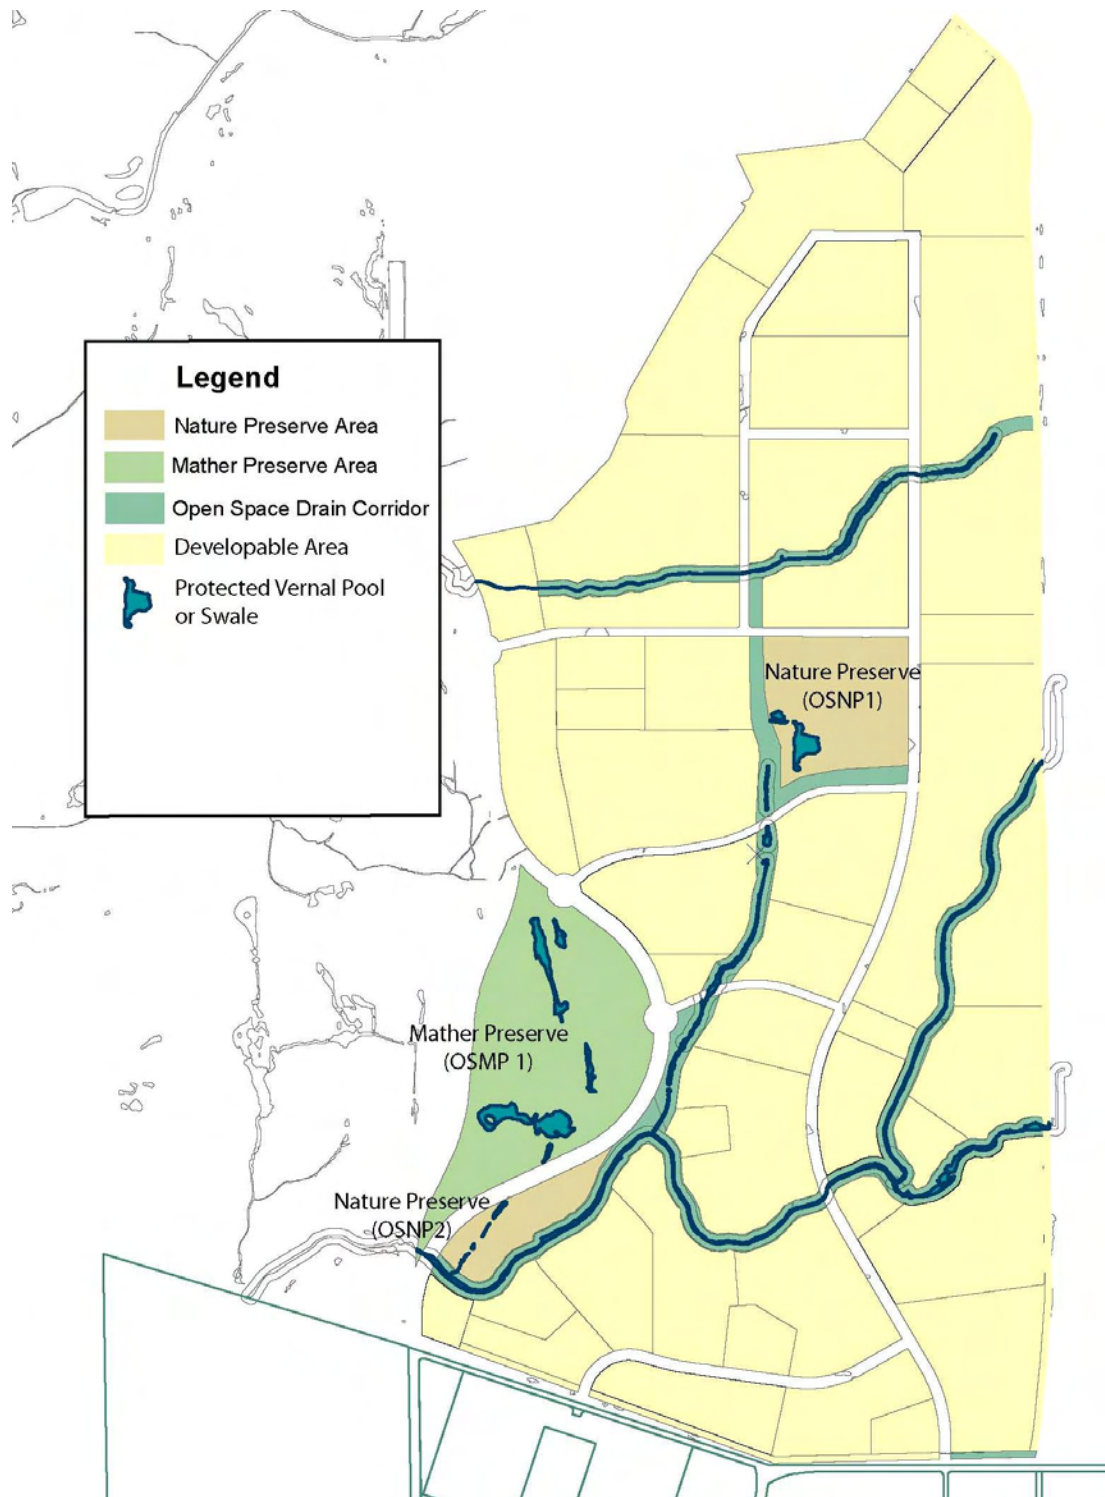 Legend
Nature Preserve Area
Mather Preserve Area
Open Space Drain Corridor
Developable Area
Protected Vernal Pool
or Swale
Nature Preserve
(OSNP1)
Mather Preserve
(OSMP 1)
Nature Preserve
(OSNP2)